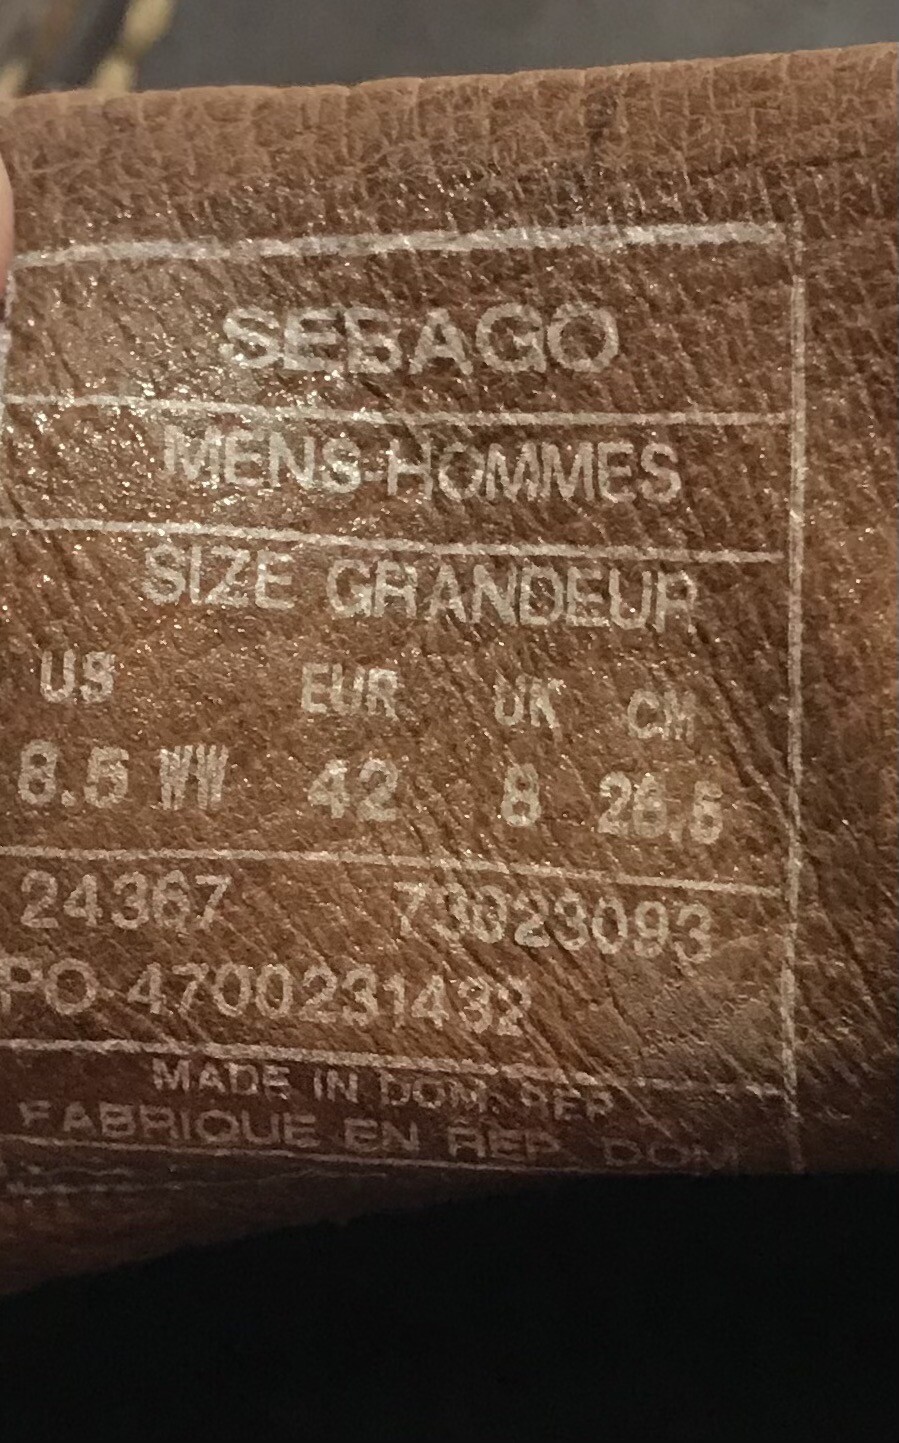 SEBAGO
MENS-HOMMES
SIZE GRANDEUR
US EUR UK CM
8.5 WW 42 8 26.5
24367 73023093
PO 4700231432
MADE IN DOM. REP
FABRIQUE EN REP DOM